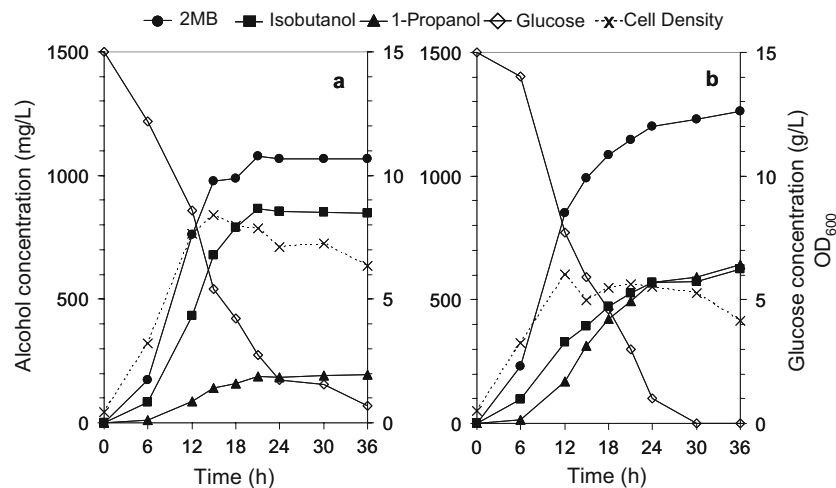 2MB Isobutanol 1-Propanol Glucose Cell Density
a
b
Alcohol concentration (mg/L)
1500
1000
500
0
15
10
5
0
0 6 12 18 24 30 36
Time (h)
1500
1000
500
0
15
10
5
0
0 6 12 18 24 30 36
Time (h)
Glucose concentration (g/L)
OD600